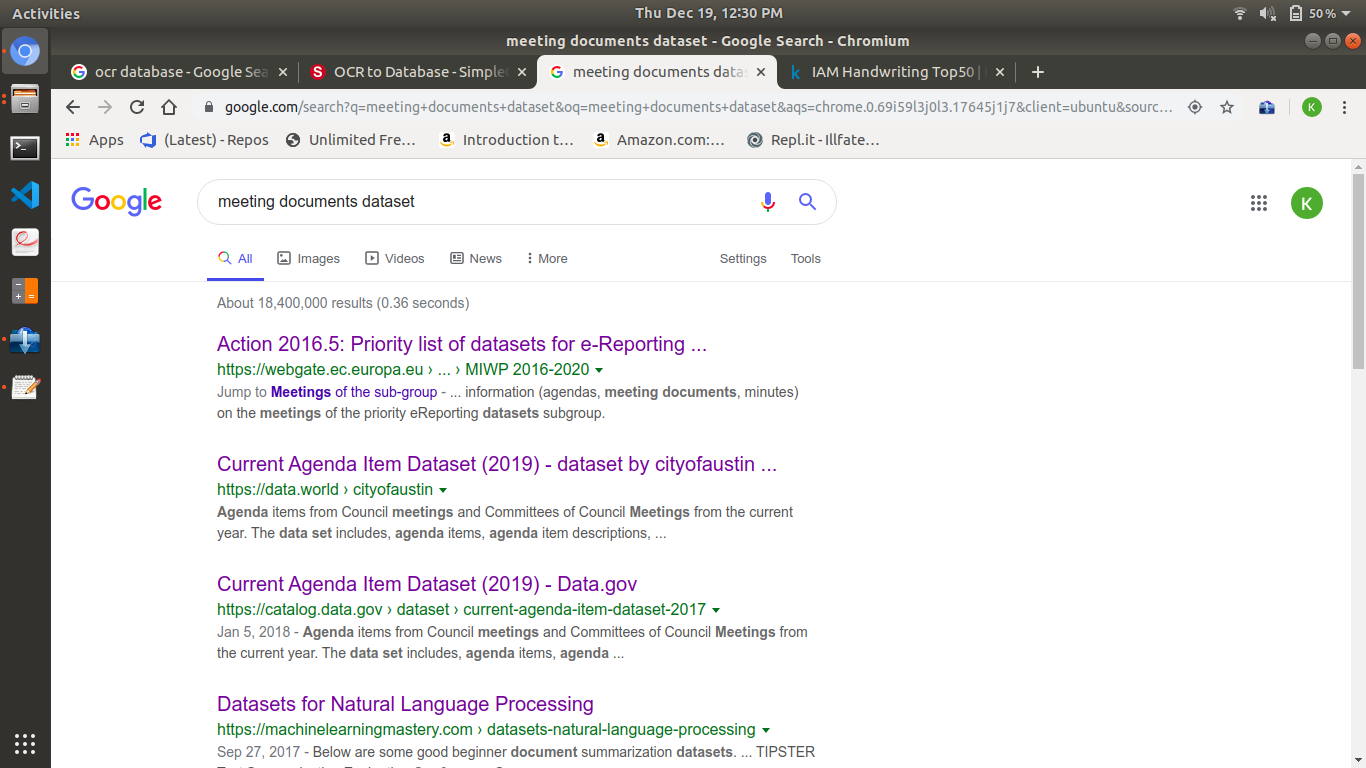 Activities
Thu Dec 19, 12:30 PM
50%
meeting documents dataset - Google Search - Chromium
ocr database - Google Sea
OCR to Database - Simple
meeting documents datas
IAM Handwriting Top50 |
google.com/search?q=meeting+documents+dataset&oq=meeting+documents+dataset&aqs=chrome.0.69i59l3j0l3.17645j1j7&client=ubuntu&sourc…
K
Apps
(Latest) - Repos
Unlimited Fre…
Introduction t…
Amazon.com:…
Repl.it - Illfate…
Google
meeting documents dataset
K
All
Images
Videos
News
More
Settings
Tools
About 18,400,000 results (0.36 seconds)
Action 2016.5: Priority list of datasets for e-Reporting ...
https://webgate.ec.europa.eu › ... › MIWP 2016-2020
Jump to Meetings of the sub-group - ... information (agendas, meeting documents, minutes)
on the meetings of the priority eReporting datasets subgroup.
Current Agenda Item Dataset (2019) - dataset by cityofaustin ...
https://data.world › cityofaustin
Agenda items from Council meetings and Committees of Council Meetings from the current
year. The data set includes, agenda items, agenda item descriptions, ...
Current Agenda Item Dataset (2019) - Data.gov
https://catalog.data.gov › dataset › current-agenda-item-dataset-2017
Jan 5, 2018 - Agenda items from Council meetings and Committees of Council Meetings from
the current year. The data set includes, agenda items, agenda ...
Datasets for Natural Language Processing
https://machinelearningmastery.com › datasets-natural-language-processing
Sep 27, 2017 - Below are some good beginner document summarization datasets. ... TIPSTER